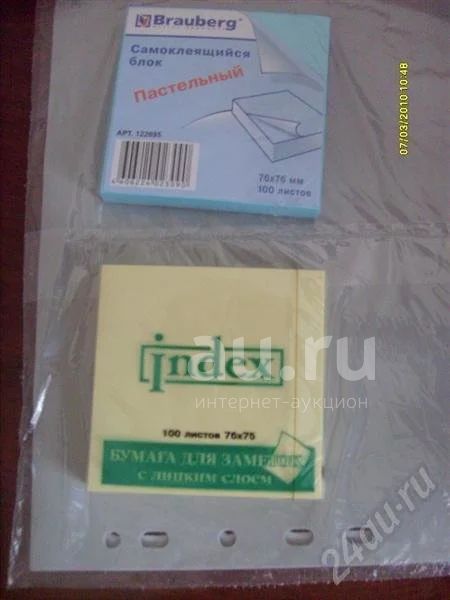 Brauberg®
Самоклеящийся
блок
Пастельный
АРТ. 122695
76x76 мм
100 листов
07/03/2010 10:48
au.ru
интернет-аукцион
index
100 листов 76x75
БУМАГА ДЛЯ ЗАМЕ
С ЛИПКИМ СЛОЕМ
24au.ru